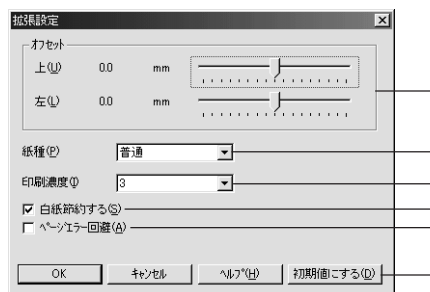 拡張設定
オフセット
上(U) 0.0 mm
左(L) 0.0 mm
紙種(P) 普通
印刷濃度(I) 3
白紙節約する(S)
ページエラー回避(A)
OK キャンセル ヘルプ(H) 初期値にする(D)